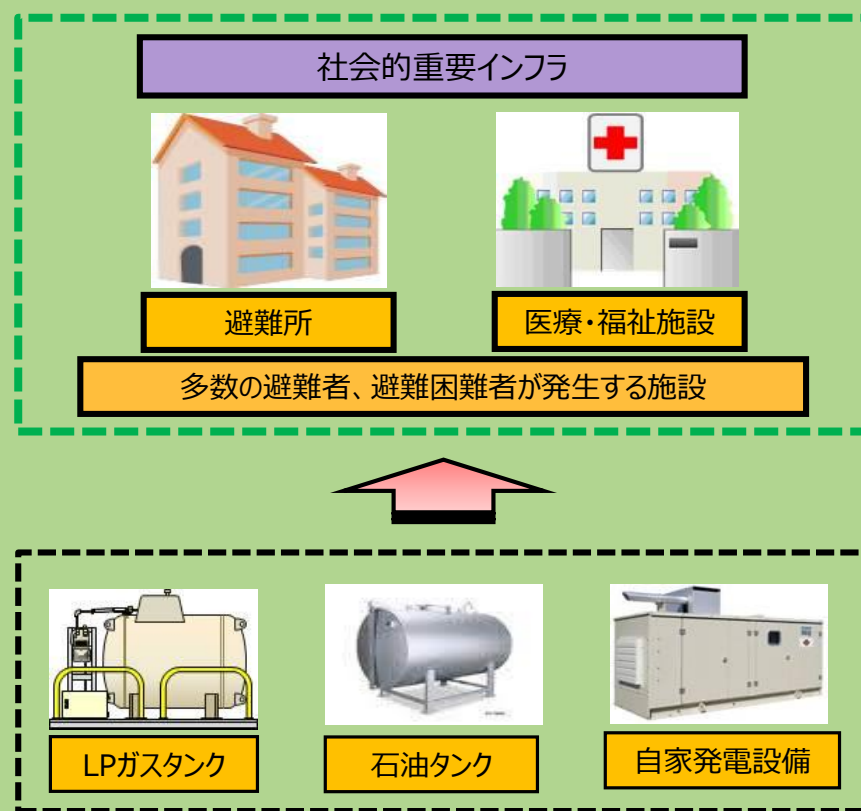 社会的重要インフラ
避難所
医療・福祉施設
多数の避難者、避難困難者が発生する施設
LPガスタンク
石油タンク
自家発電設備